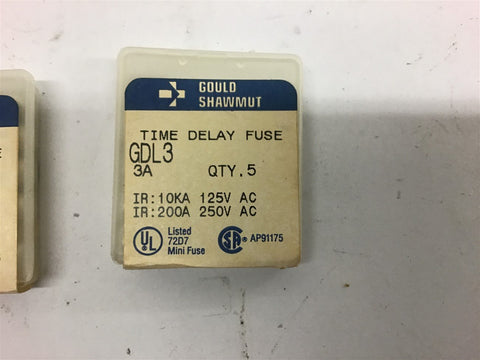 GOULD
SHAWMUT
TIME DELAY FUSE
GDL3
3A QTY.5
IR:10KA 125V AC
IR:200A 250V AC
UL Listed
72D7
Mini Fuse
SA AP91175
E